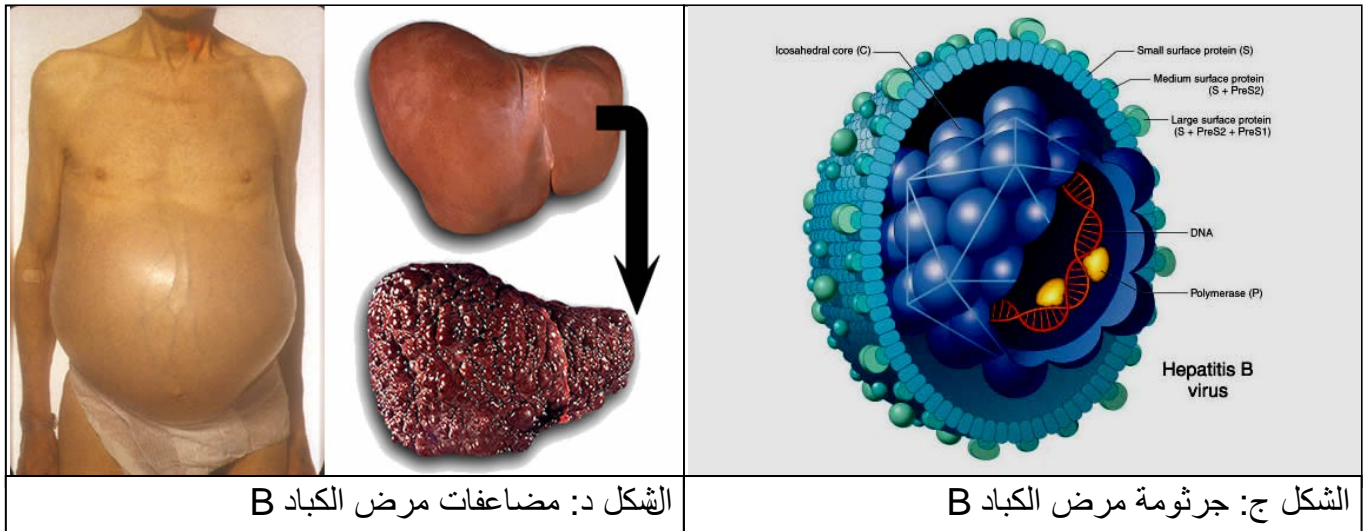 Icosahedral core (C)
Small surface protein (S)
Medium surface protein
(S + PreS2)
Large surface protein
(S + PreS2 + PreS1)
DNA
Polymerase (P)
Hepatitis B
virus
الشكل ج: جرثومة مرض الكباد B
الشكل د: مضاعفات مرض الكباد B